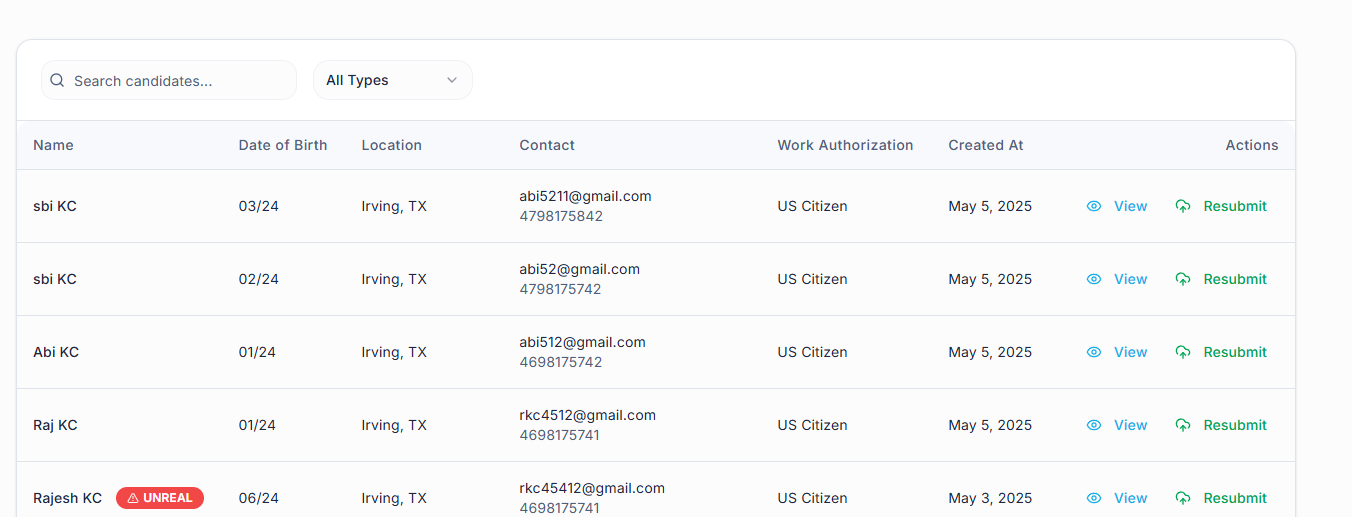 Search candidates...
All Types
Name Date of Birth Location Contact Work Authorization Created At Actions
sbi KC 03/24 Irving, TX abi5211@gmail.com US Citizen May 5, 2025 View Resubmit
4798175842
sbi KC 02/24 Irving, TX abi52@gmail.com US Citizen May 5, 2025 View Resubmit
4798175742
Abi KC 01/24 Irving, TX abi512@gmail.com US Citizen May 5, 2025 View Resubmit
4698175742
Raj KC 01/24 Irving, TX rkc4512@gmail.com US Citizen May 5, 2025 View Resubmit
4698175741
Rajesh KC UNREAL 06/24 Irving, TX rkc45412@gmail.com US Citizen May 3, 2025 View Resubmit
4698175741